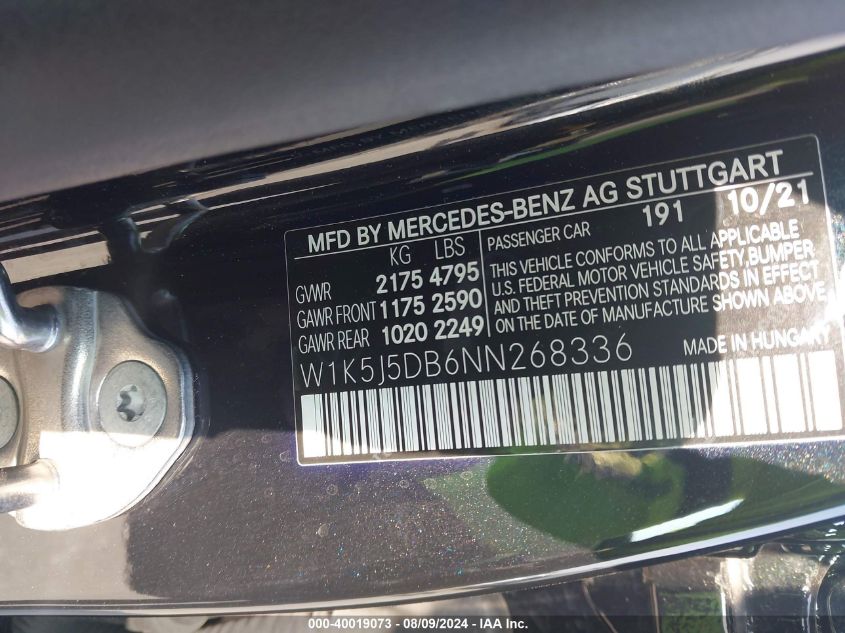 MFD BY MERCEDES-BENZ AG STUTTGART
KG LBS
GVWR 2175 4795
GAWR FRONT 1175 2590
GAWR REAR 1020 2249
PASSENGER CAR 191 10/21
THIS VEHICLE CONFORMS TO ALL APPLICABLE
U.S. FEDERAL MOTOR VEHICLE SAFETY, BUMPER
AND THEFT PREVENTION STANDARDS IN EFFECT
ON THE DATE OF MANUFACTURE SHOWN ABOVE.
W1K5J5DB6NN268336 MADE IN HUNGARY
000-40019073 - 08/09/2024 - IAA Inc.